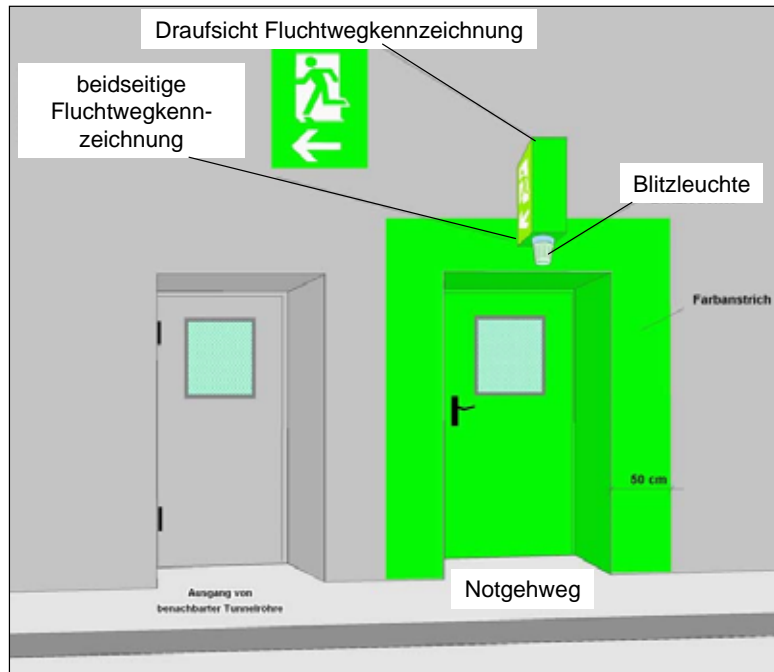 Draufsicht Fluchtwegkennzeichnung
beidseitige
Fluchtwegkenn-
zeichnung
Blitzleuchte
Farbanstrich
50 cm
Notgehweg
Ausgang von
benachbarter Tunnelröhre